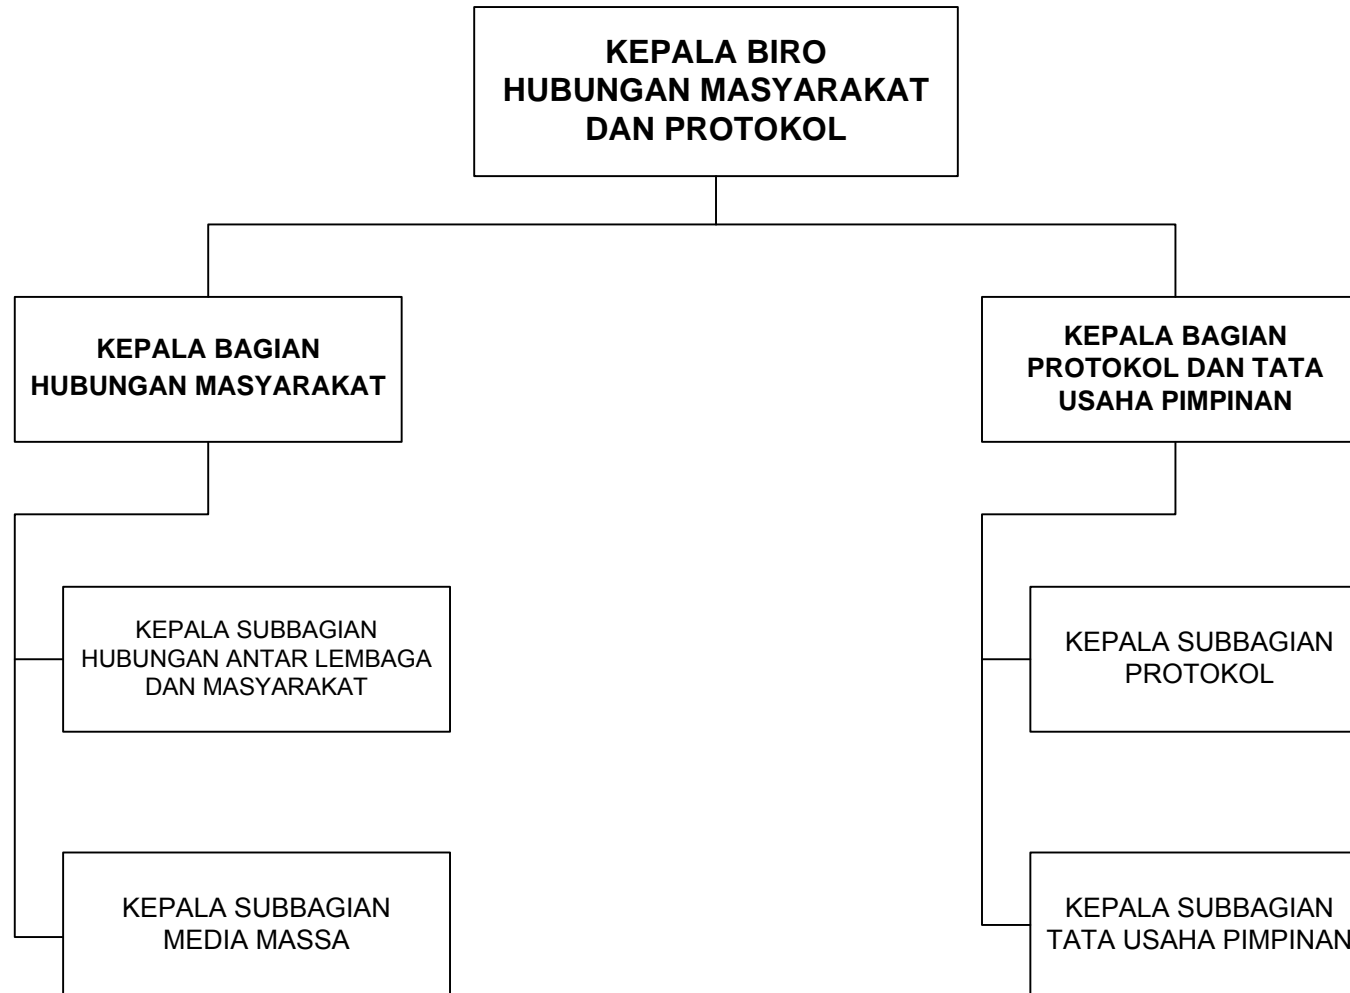 KEPALA BIRO
HUBUNGAN MASYARAKAT
DAN PROTOKOL
KEPALA BAGIAN
HUBUNGAN MASYARAKAT
KEPALA BAGIAN
PROTOKOL DAN TATA
USAHA PIMPINAN
KEPALA SUBBAGIAN
HUBUNGAN ANTAR LEMBAGA
DAN MASYARAKAT
KEPALA SUBBAGIAN
PROTOKOL
KEPALA SUBBAGIAN
MEDIA MASSA
KEPALA SUBBAGIAN
TATA USAHA PIMPINAN